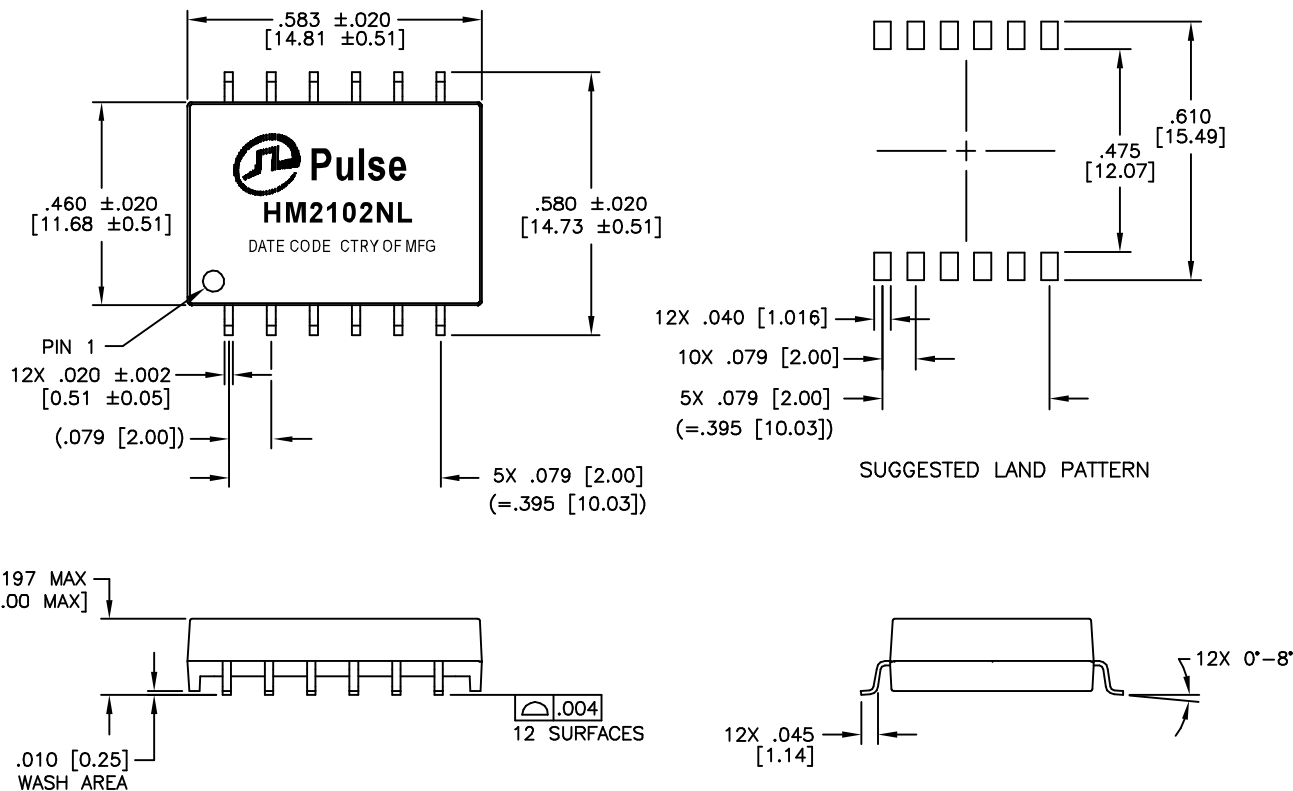 .583 ±.020
[14.81 ±0.51]
.460 ±.020
[11.68 ±0.51]
Pulse
HM2102NL
DATE CODE CTRY OF MFG
.580 ±.020
[14.73 ±0.51]
PIN 1
12X .020 ±.002
[0.51 ±0.05]
(.079 [2.00])
5X .079 [2.00]
(=.395 [10.03])
.610
[15.49]
.475
[12.07]
12X .040 [1.016]
10X .079 [2.00]
5X .079 [2.00]
(=.395 [10.03])
SUGGESTED LAND PATTERN
197 MAX
.00 MAX]
.010 [0.25]
WASH AREA
.004
12 SURFACES
12X .045
[1.14]
12X 0°-8°